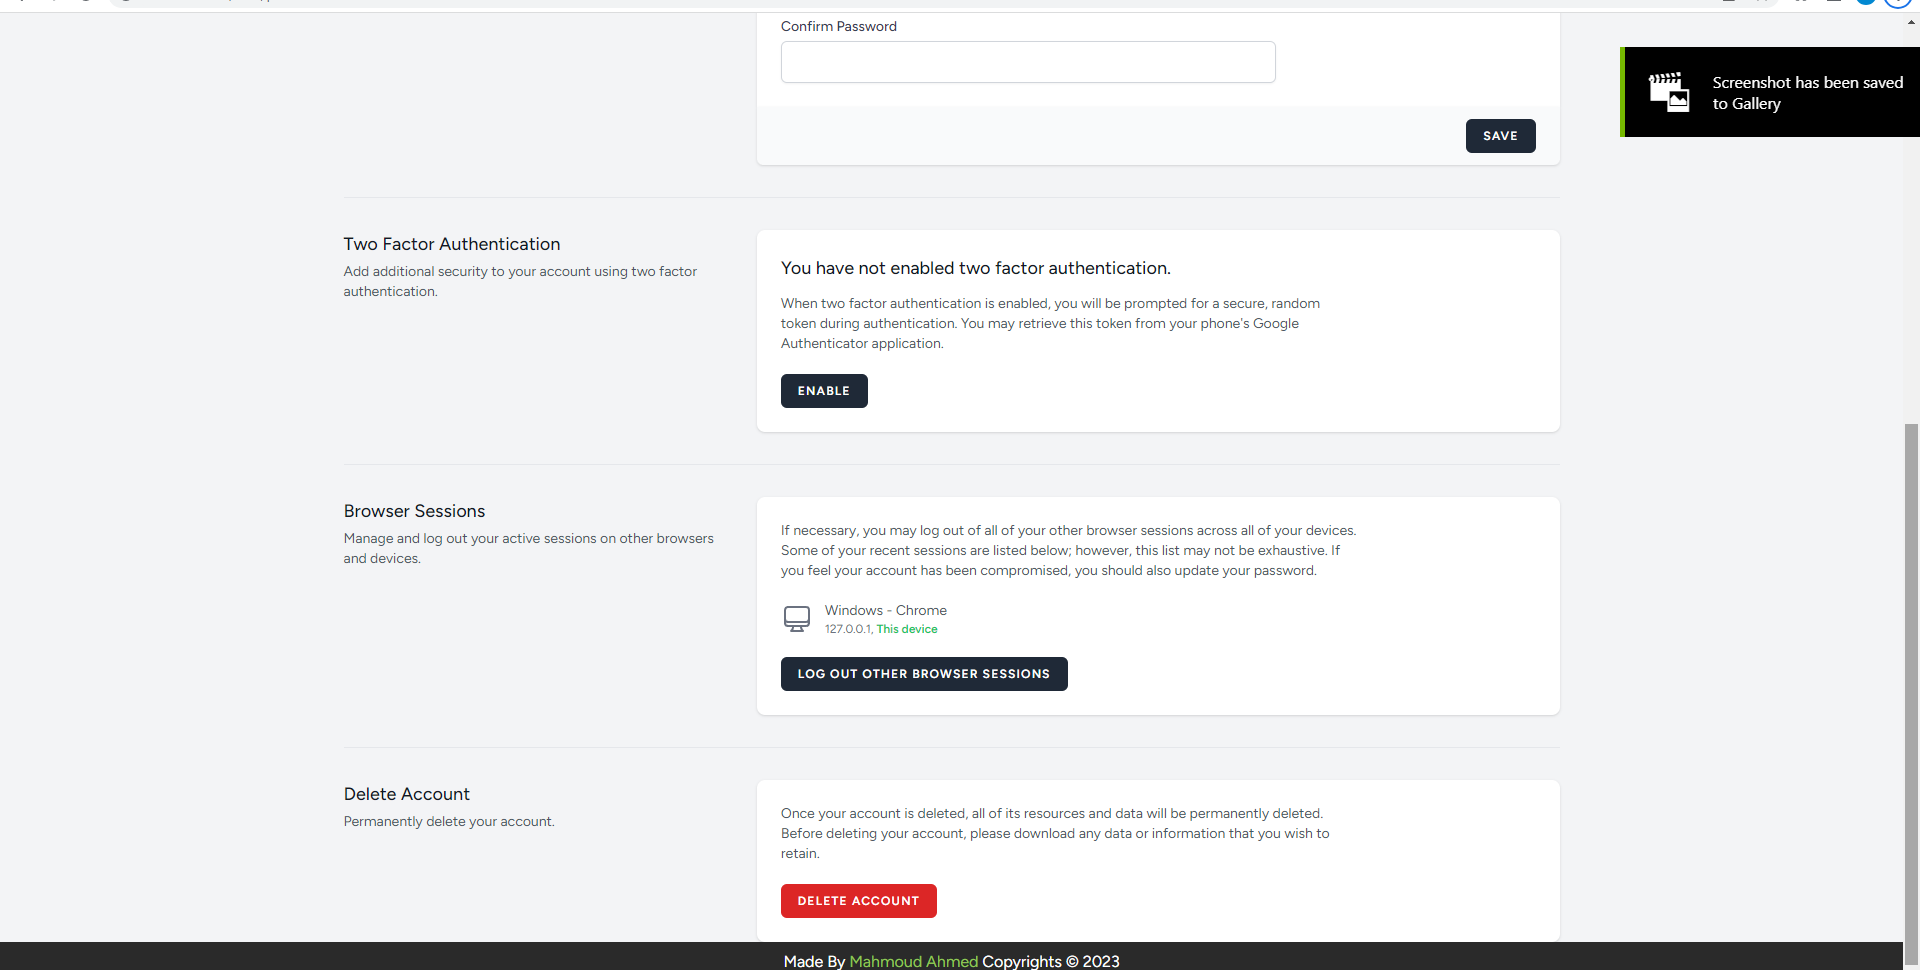 Confirm Password
Screenshot has been saved
to Gallery
SAVE
Two Factor Authentication
Add additional security to your account using two factor
authentication.
You have not enabled two factor authentication.
When two factor authentication is enabled, you will be prompted for a secure, random
token during authentication. You may retrieve this token from your phone's Google
Authenticator application.
ENABLE
Browser Sessions
Manage and log out your active sessions on other browsers
and devices.
If necessary, you may log out of all of your other browser sessions across all of your devices.
Some of your recent sessions are listed below; however, this list may not be exhaustive. If
you feel your account has been compromised, you should also update your password.
Windows - Chrome
127.0.0.1, This device
LOG OUT OTHER BROWSER SESSIONS
Delete Account
Permanently delete your account.
Once your account is deleted, all of its resources and data will be permanently deleted.
Before deleting your account, please download any data or information that you wish to
retain.
DELETE ACCOUNT
Made By Mahmoud Ahmed Copyrights © 2023